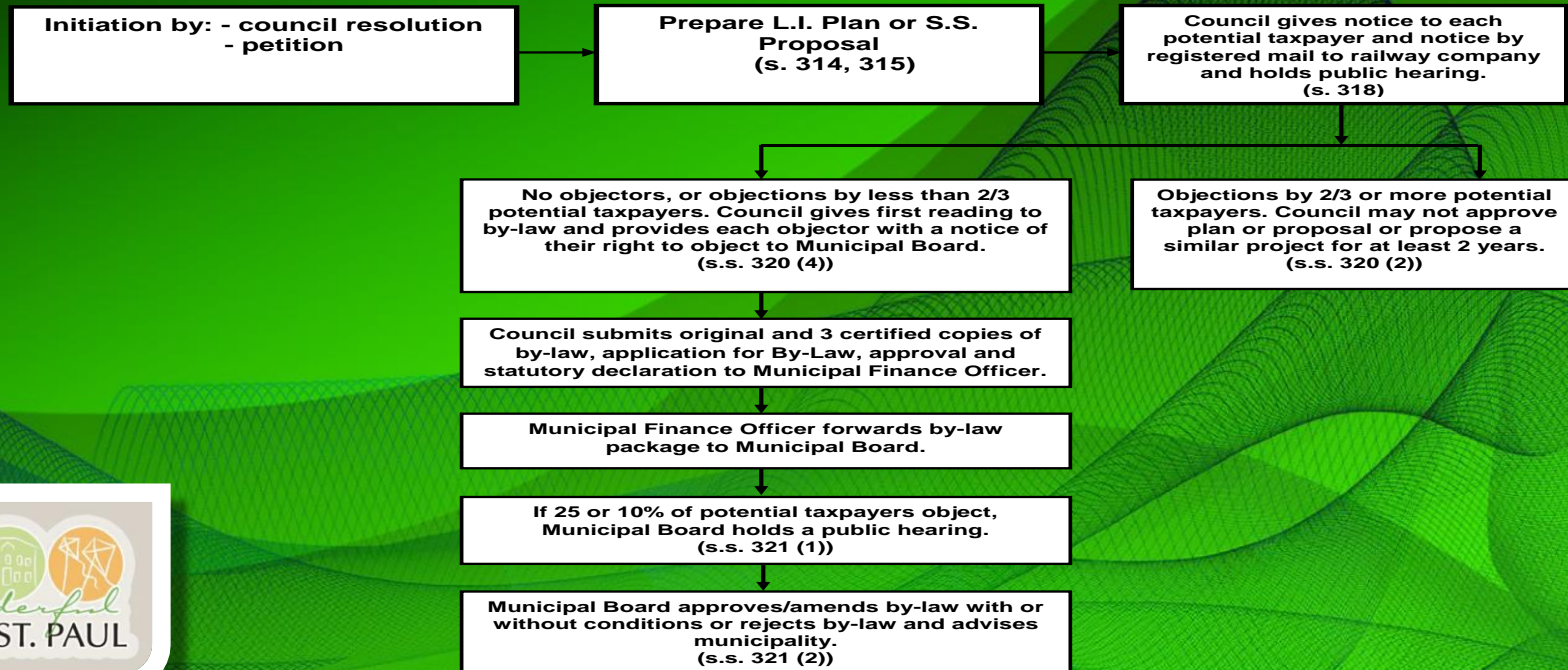 Initiation by: - council resolution
- petition
Prepare L.I. Plan or S.S.
Proposal
(s. 314, 315)
Council gives notice to each
potential taxpayer and notice by
registered mail to railway company
and holds public hearing.
(s. 318)
No objectors, or objections by less than 2/3
potential taxpayers. Council gives first reading to
by-law and provides each objector with a notice of
their right to object to Municipal Board.
(s.s. 320 (4))
Objections by 2/3 or more potential
taxpayers. Council may not approve
plan or proposal or propose a
similar project for at least 2 years.
(s.s. 320 (2))
Council submits original and 3 certified copies of
by-law, application for By-Law, approval and
statutory declaration to Municipal Finance Officer.
Municipal Finance Officer forwards by-law
package to Municipal Board.
If 25 or 10% of potential taxpayers object,
Municipal Board holds a public hearing.
(s.s. 321 (1))
Municipal Board approves/amends by-law with or
without conditions or rejects by-law and advises
municipality.
(s.s. 321 (2))
derful
ST. PAUL